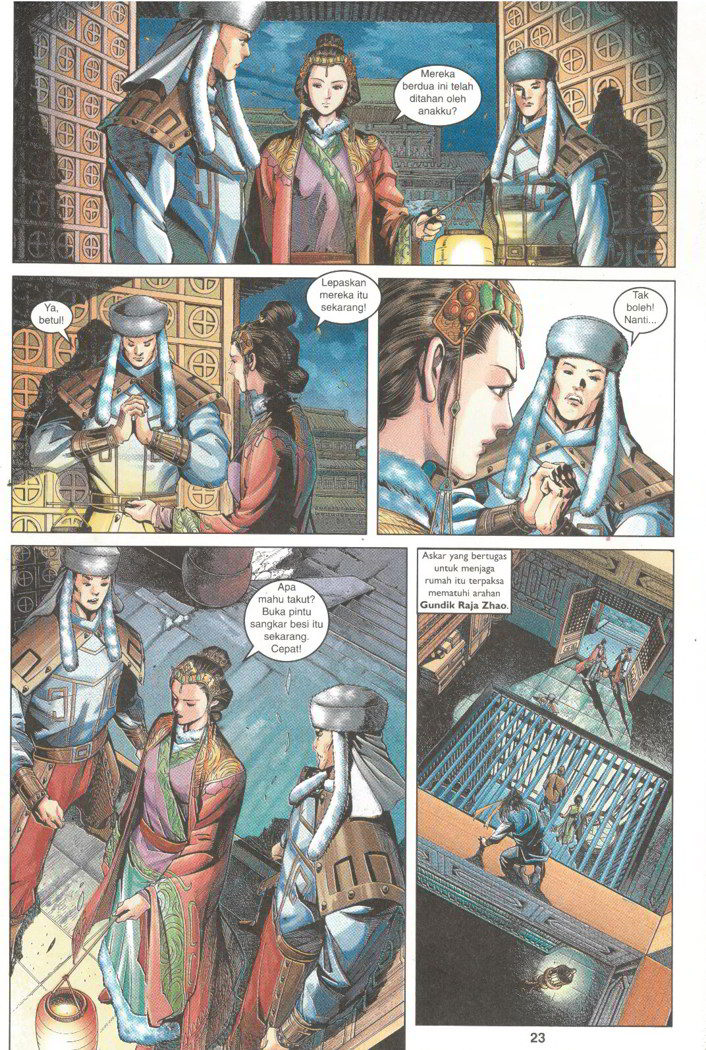 Mereka
berdua ini telah
ditahan oleh
anakku?
Ya,
betul!
Lepaskan
mereka itu
sekarang!
Tak
boleh!
Nanti...
Apa
mahu takut?
Buka pintu
sangkar besi itu
sekarang.
Cepat!
Askar yang bertugas
untuk menjaga
rumah itu terpaksa
mematuhi arahan
Gundik Raja Zhao.
23